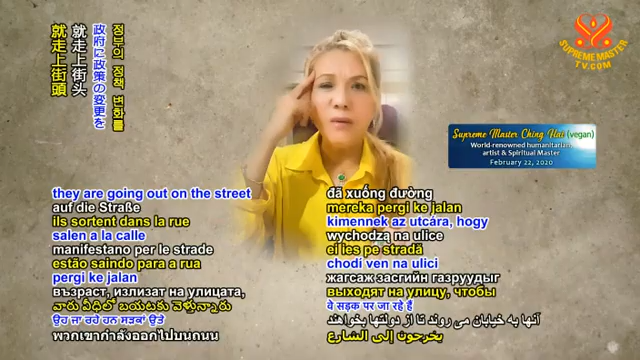 정부의 정책 변화를
政府に政策の変更を
就走上街头
就走上街頭
SUPREME MASTER
TV.COM
Supreme Master Ching Hai (vegan)
World-renowned humanitarian,
artist & Spiritual Master
February 22, 2020
they are going out on the street
auf die Straße
ils sortent dans la rue
salen a la calle
manifestano per le strade
estão saindo para a rua
pergi ke jalan
възраст, излизат на улицата,
వారు వీధిలో బయటకు వెళ్తున్నారు
ਉਹ ਜਾ ਰਹੇ ਹਨ ਸੜਕਾਂ ਉਤੇ
พวกเขากำลังออกไปบนถนน
đã xuống đường
mereka pergi ke jalan
kimennek az utcára, hogy
wychodzą na ulice
ei ies pe stradă
chodí ven na ulici
жагсаж засгийн газруудыг
выходят на улицу, чтобы
वे सड़क पर जा रहे हैं
آنها به خیابان می روند تا از دولتها بخواهند
يخرجون إلى الشارع